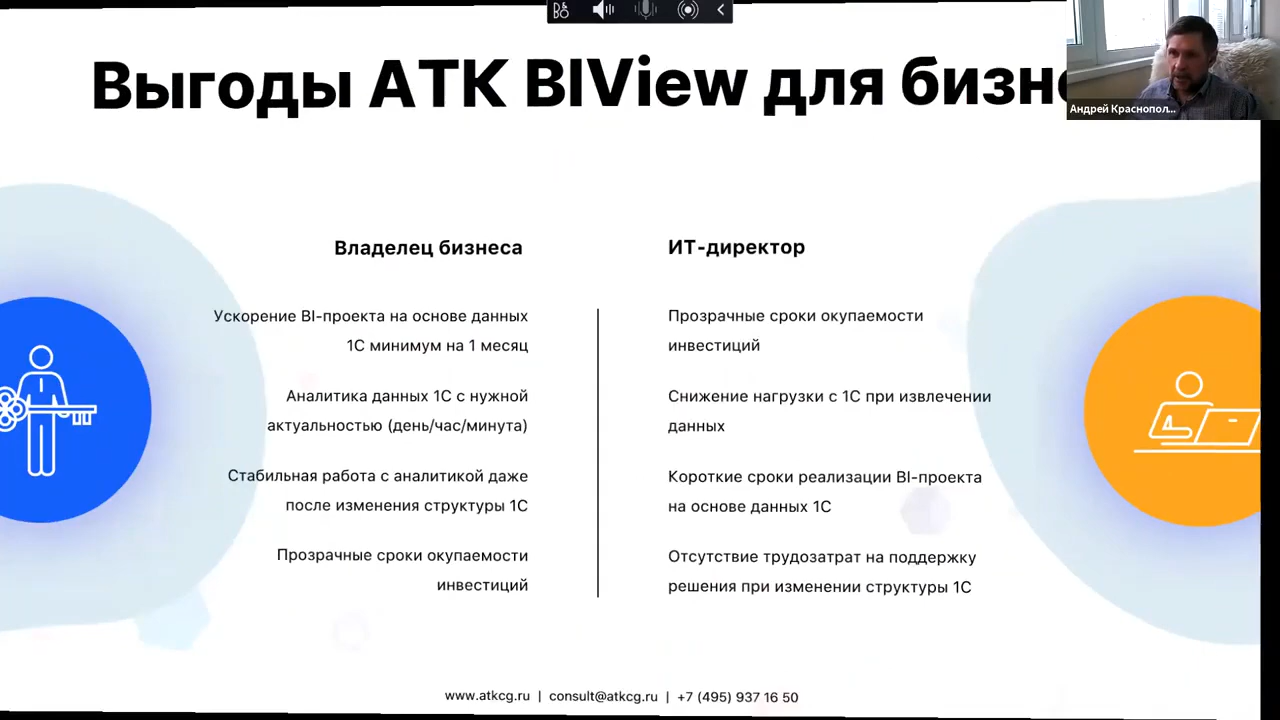 Выгоды ATK BIView для бизне
Андрей Краснопол...
Владелец бизнеса
Ускорение BI-проекта на основе данных
1С минимум на 1 месяц
Аналитика данных 1С с нужной
актуальностью (день/час/минута)
Стабильная работа с аналитикой даже
после изменения структуры 1С
Прозрачные сроки окупаемости
инвестиций
ИТ-директор
Прозрачные сроки окупаемости
инвестиций
Снижение нагрузки с 1С при извлечении
данных
Короткие сроки реализации BI-проекта
на основе данных 1С
Отсутствие трудозатрат на поддержку
решения при изменении структуры 1С
www.atkcg.ru | consult@atkcg.ru | +7 (495) 937 16 50